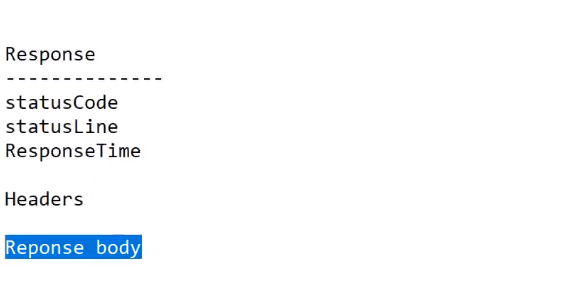 Response
--------------
statusCode
statusLine
ResponseTime
Headers
Reponse body